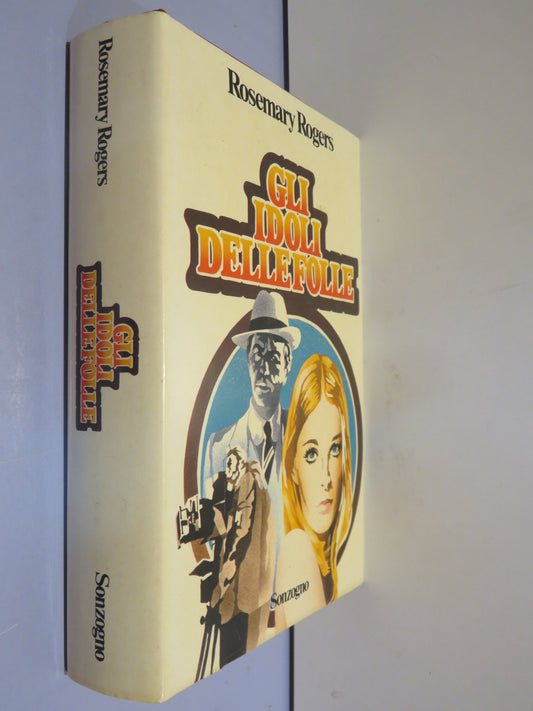 Rosemary Rogers
GLI
IDOLI
DELLE FOLLE
Sonzogno
Rosemary Rogers
GLI
IDOLI
DELLE FOLLE
Sonzogno